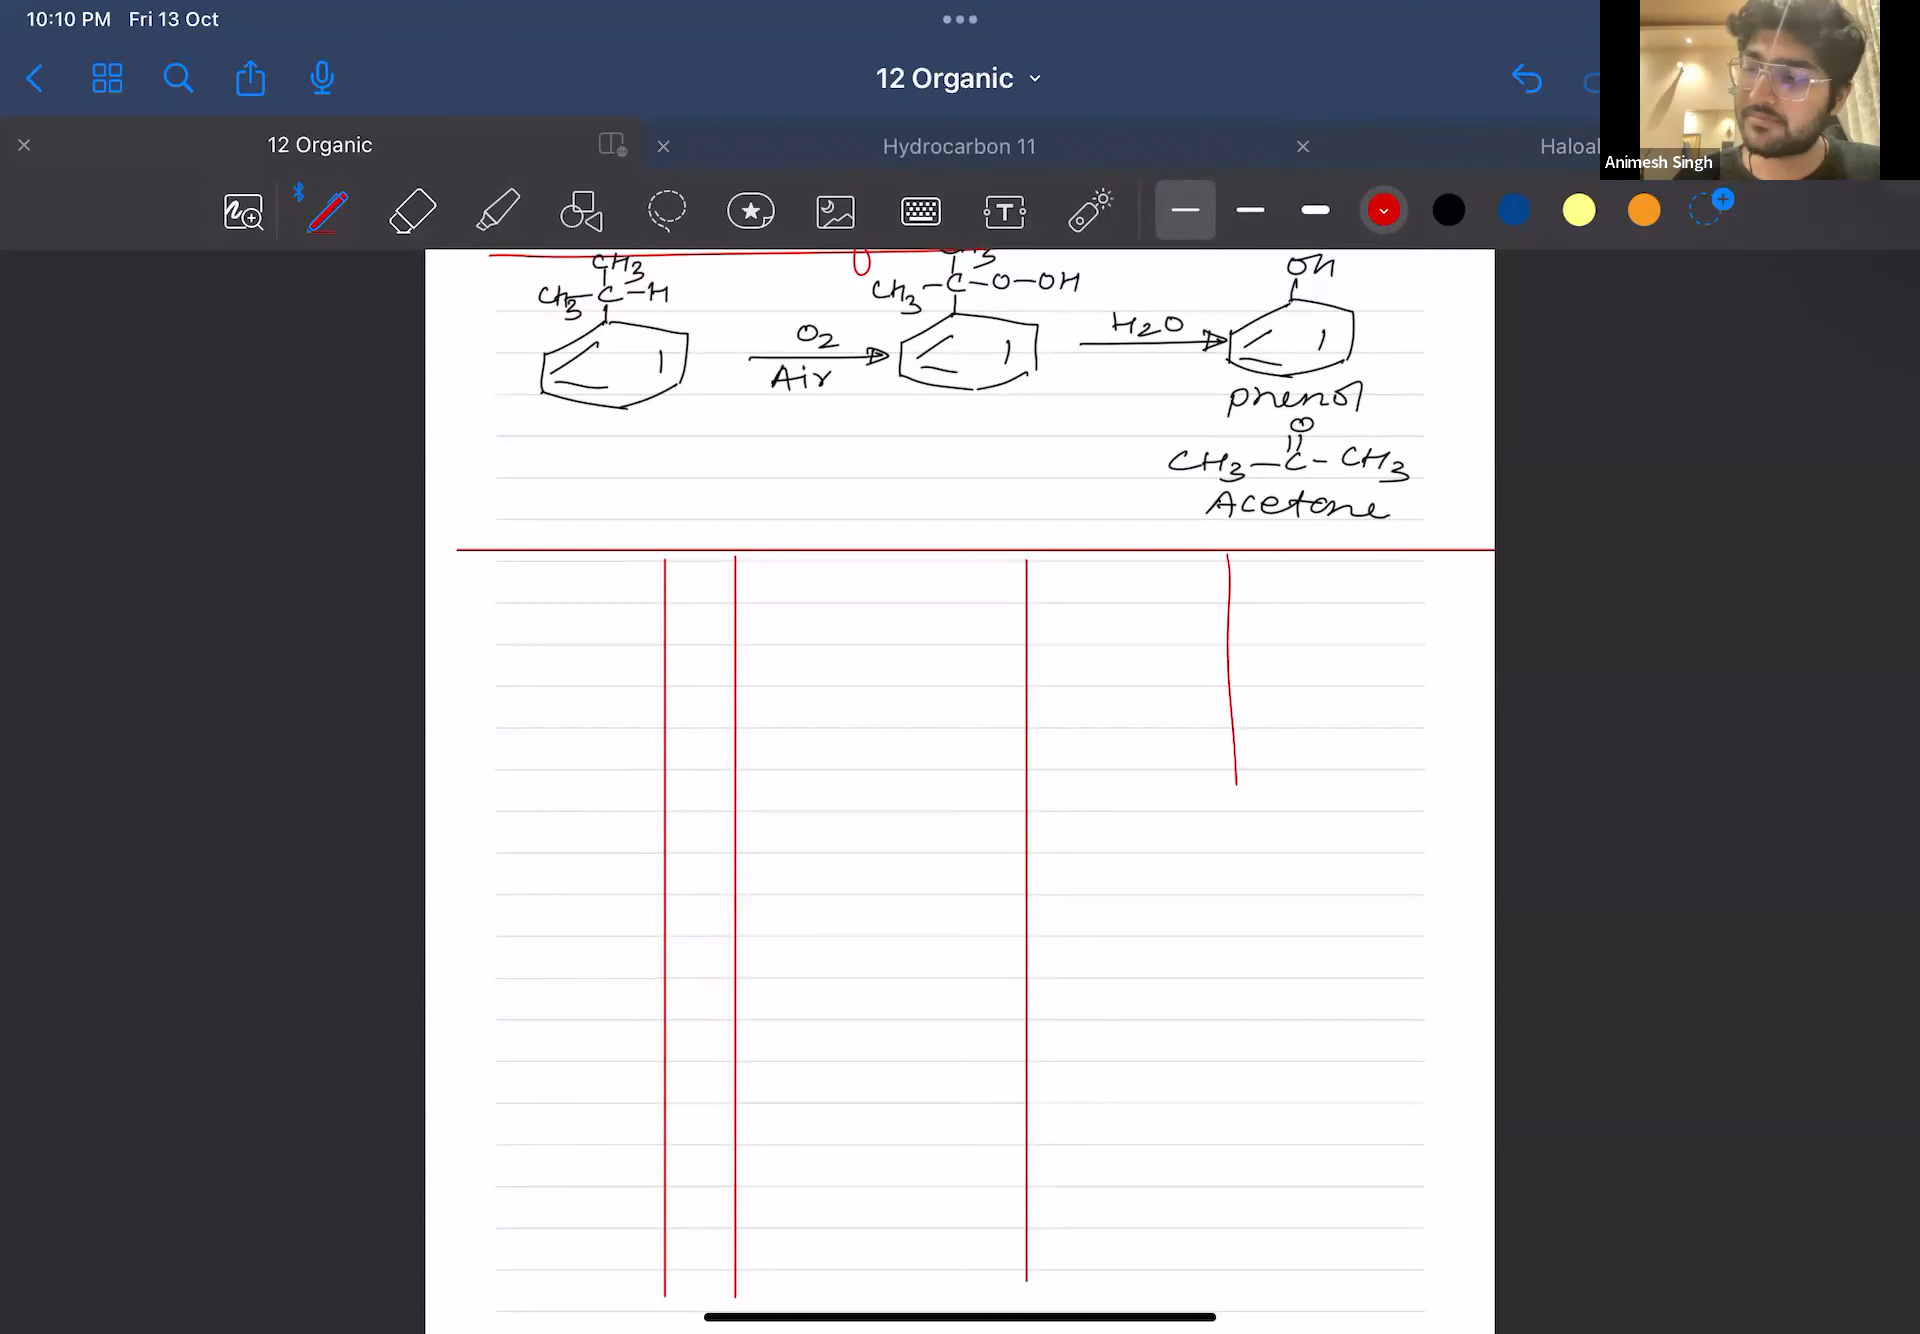 10:10 PM Fri 13 Oct
12 Organic
12 Organic
Hydrocarbon 11
Haloal
Animesh Singh
T
CH3
CH3-C-H
O2
Air
CH3-C-O-OH
H2O
OH
phenol
O
CH3-C-CH3
Acetone